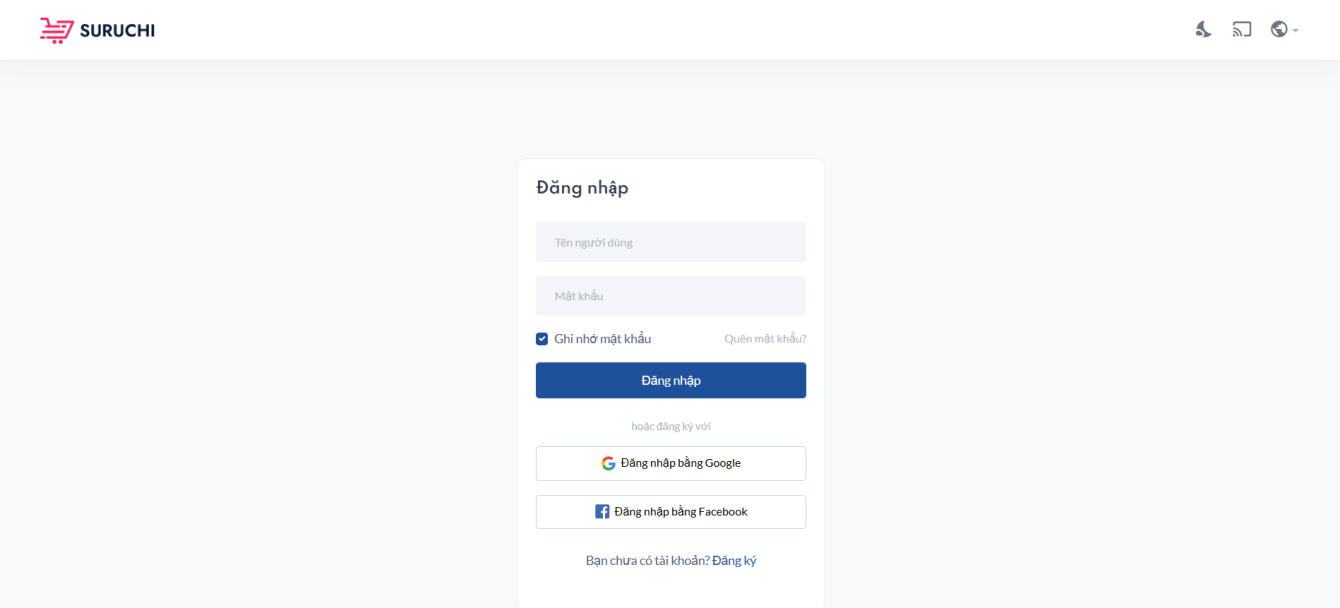 SURUCHI
Đăng nhập
Tên người dùng
Mật khẩu
Ghi nhớ mật khẩu
Quên mật khẩu?
Đăng nhập
hoặc đăng ký với
Đăng nhập bằng Google
Đăng nhập bằng Facebook
Bạn chưa có tài khoản? Đăng ký